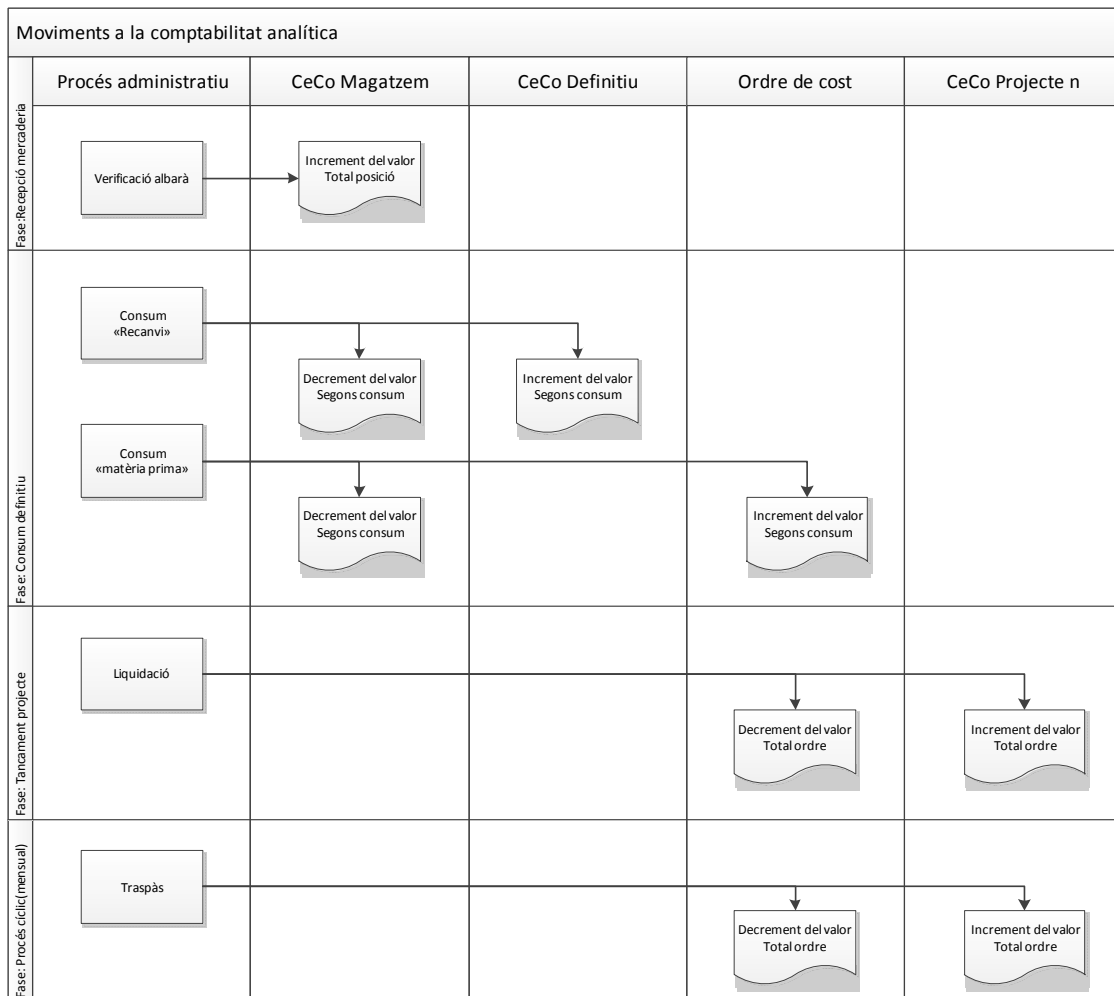 Moviments a la comptabilitat analítica
Procés administratiu
CeCo Magatzem
CeCo Definitiu
Ordre de cost
CeCo Projecte n
Fase:Recepció mercaderia
Verificació albarà
Increment del valor
Total posició
Fase: Consum definitiu
Consum
«Recanvi»
Decrement del valor
Segons consum
Increment del valor
Segons consum
Consum
«matèria prima»
Decrement del valor
Segons consum
Increment del valor
Segons consum
Fase: Tancament projecte
Liquidació
Decrement del valor
Total ordre
Increment del valor
Total ordre
Fase: Procés cíclic(mensual)
Traspàs
Decrement del valor
Total ordre
Increment del valor
Total ordre